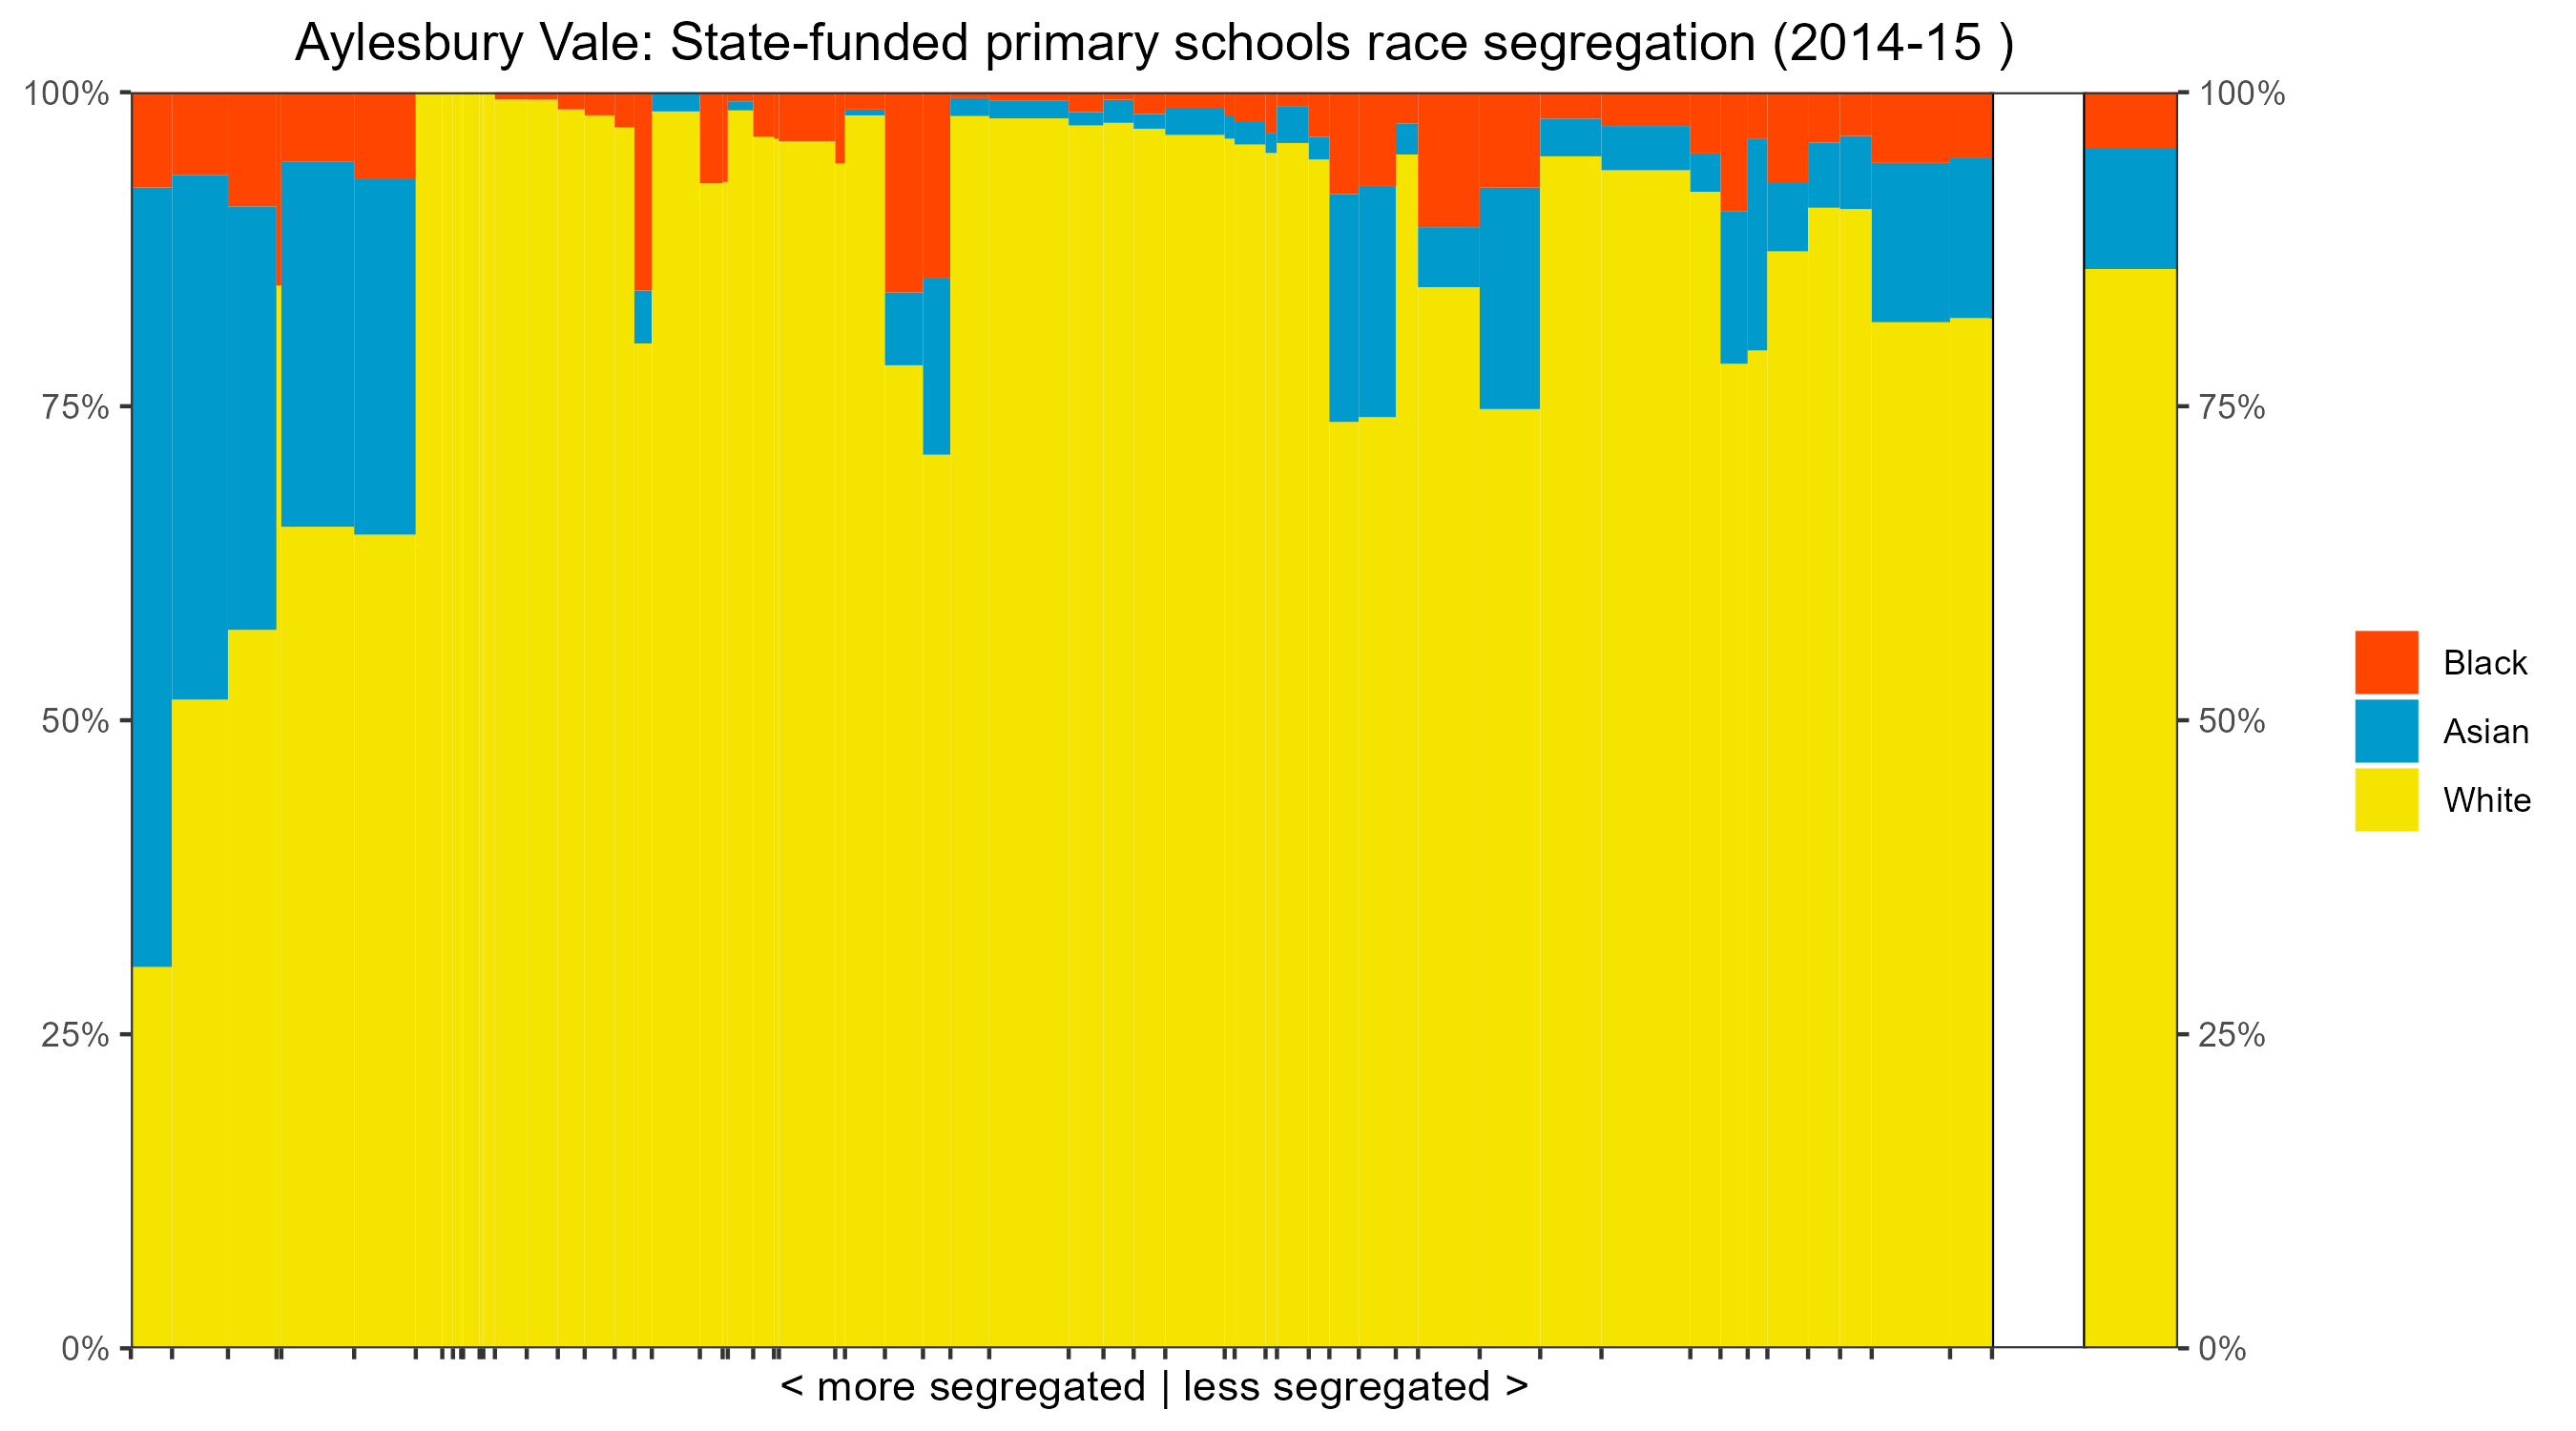 Aylesbury Vale: State-funded primary schools race segregation (2014-15 )
100%
75%
50%
25%
0%
100%
75%
50%
25%
0%
Black
Asian
White
< more segregated | less segregated >